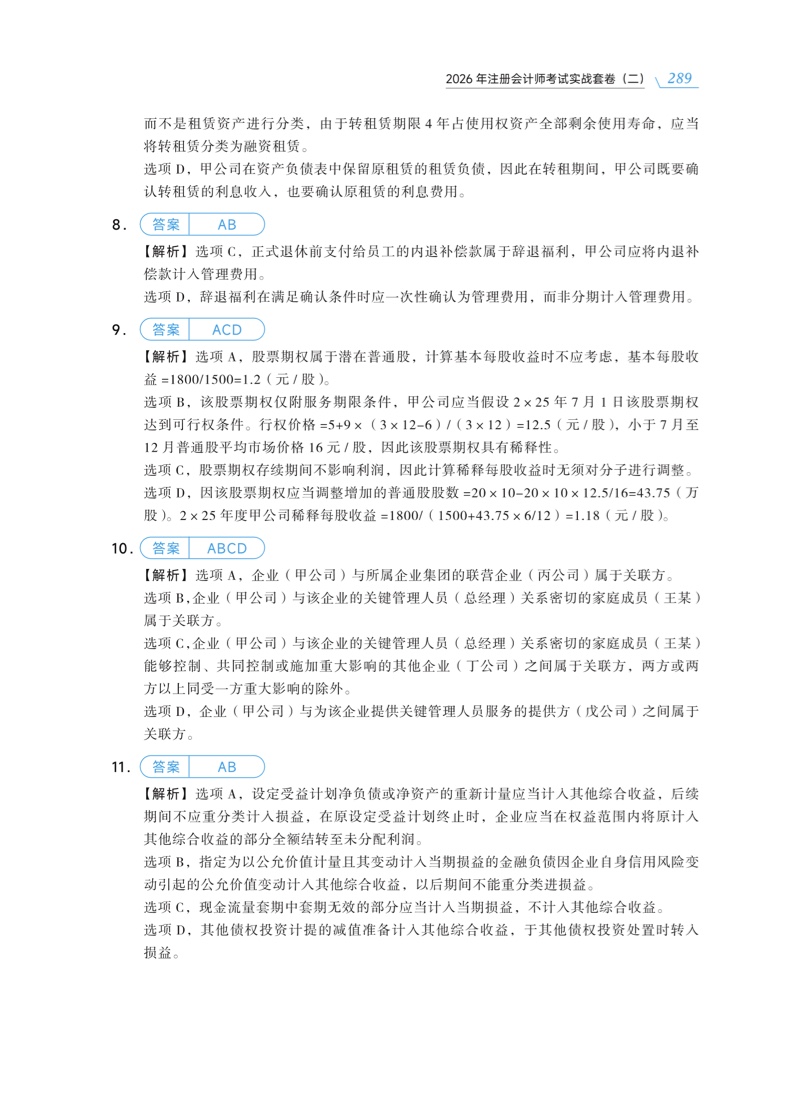 2026 年注册会计师考试实战套卷（二） 289
而不是租赁资产进行分类，由于转租赁期限 4 年占使用权资产全部剩余使用寿命，应当
将转租赁分类为融资租赁。
选项 D，甲公司在资产负债表中保留原租赁的租赁负债，因此在转租期间，甲公司既要确
认转租赁的利息收入，也要确认原租赁的利息费用。
8. 答案 AB
【解析】选项 C，正式退休前支付给员工的内退补偿款属于辞退福利，甲公司应将内退补
偿款计入管理费用。
选项 D，辞退福利在满足确认条件时应一次性确认为管理费用，而非分期计入管理费用。
9. 答案 ACD
【解析】选项 A，股票期权属于潜在普通股，计算基本每股收益时不应考虑，基本每股收
益 =1800/1500=1.2（元 / 股）。
选项 B，该股票期权仅附服务期限条件，甲公司应当假设 2 × 25 年 7 月 1 日该股票期权
达到可行权条件。行权价格 =5+9 ×（3 × 12-6）/（3 × 12）=12.5（元 / 股），小于 7 月至
12 月普通股平均市场价格 16 元 / 股，因此该股票期权具有稀释性。
选项 C，股票期权存续期间不影响利润，因此计算稀释每股收益时无须对分子进行调整。
选项 D，因该股票期权应当调整增加的普通股股数 =20 × 10-20 × 10 × 12.5/16=43.75（万
股）。2 × 25 年度甲公司稀释每股收益 =1800/（1500+43.75 × 6/12）=1.18（元 / 股）。
10. 答案 ABCD
【解析】选项 A，企业（甲公司）与所属企业集团的联营企业（丙公司）属于关联方。
选项 B，企业（甲公司）与该企业的关键管理人员（总经理）关系密切的家庭成员（王某）
属于关联方。
选项 C，企业（甲公司）与该企业的关键管理人员（总经理）关系密切的家庭成员（王某）
能够控制、共同控制或施加重大影响的其他企业（丁公司）之间属于关联方，两方或两
方以上同受一方重大影响的除外。
选项 D，企业（甲公司）与为该企业提供关键管理人员服务的提供方（戊公司）之间属于
关联方。
11. 答案 AB
【解析】选项 A，设定受益计划净负债或净资产的重新计量应当计入其他综合收益，后续
期间不应重分类计入损益，在原设定受益计划终止时，企业应当在权益范围内将原计入
其他综合收益的部分全额结转至未分配利润。
选项 B，指定为以公允价值计量且其变动计入当期损益的金融负债因企业自身信用风险变
动引起的公允价值变动计入其他综合收益，以后期间不能重分类进损益。
选项 C，现金流量套期中套期无效的部分应当计入当期损益，不计入其他综合收益。
选项 D，其他债权投资计提的减值准备计入其他综合收益，于其他债权投资处置时转入
损益。